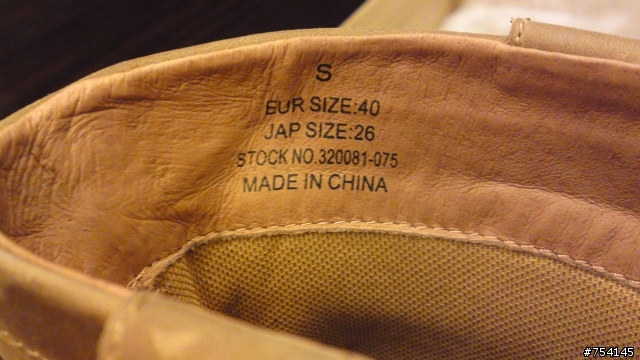 S
EUR SIZE:40
JAP SIZE:26
STOCK NO.320081-075
MADE IN CHINA
#754145